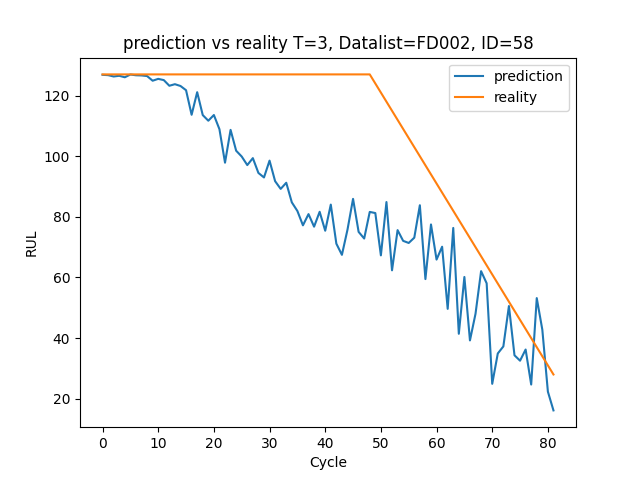 prediction vs reality T=3, Datalist=FD002, ID=58
prediction
reality
RUL
120
100
80
60
40
20
0 10 20 30 40 50 60 70 80
Cycle